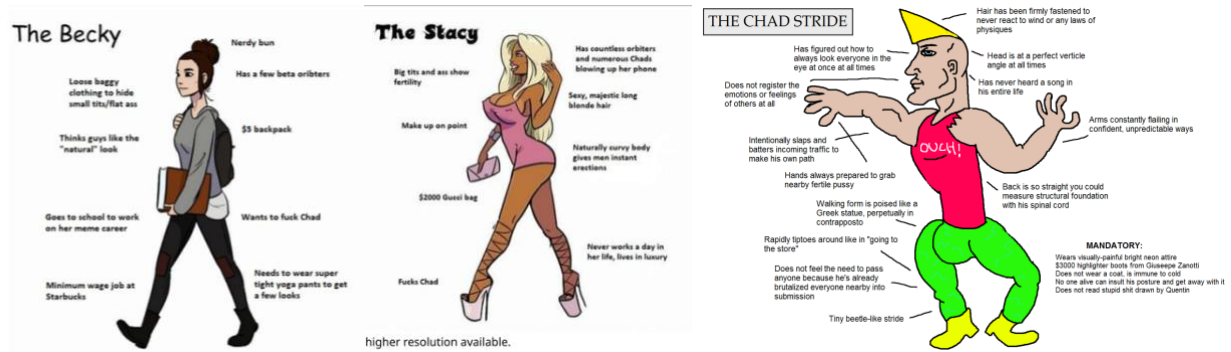 The Becky
Nerdy bun
Loose baggy
clothing to hide
small tits/flat ass
Has a few beta oribters
Thinks guys like the
"natural" look
$5 backpack
Goes to school to work
on her meme career
Wants to fuck Chad
Minimum wage job at
Starbucks
Needs to wear super
tight yoga pants to get
a few looks
The Stacy
Has countless orbiters
and numerous Chads
blowing up her phone
Big tits and ass show
fertility
Sexy, majestic long
blonde hair
Make up on point
Naturally curvy body
gives men instant
erections
$2000 Gucci bag
Never works a day in
her life, lives in luxury
Fucks Chad
higher resolution available.
THE CHAD STRIDE
Hair has been firmly fastened to
never react to wind or any laws of
physiques
Has figured out how to
always look everyone in the
eye at once at all times
Head is at a perfect verticle
angle at all times
Does not register the
emotions or feelings
of others at all
Has never heard a song in
his entire life
Arms constantly flailing in
confident, unpredictable ways
Intentionally slaps and
batters incoming traffic to
make his own path
OUCH!
Hands always prepared to grab
nearby fertile pussy
Back is so straight you could
measure structural foundation
with his spinal cord
Walking form is poised like a
Greek statue, perpetually in
contrapposto
Rapidly tiptoes around like in "going to
the store"
Does not feel the need to pass
anyone because he's already
brutalized everyone nearby into
submission
Tiny beetle-like stride
MANDATORY:
Wears visually-painful bright neon attire
$3000 highlighter boots from Giuseepe Zanotti
Does not wear a coat, is immune to cold
No one alive can insult his posture and get away with it
Does not read stupid shit drawn by Quentin